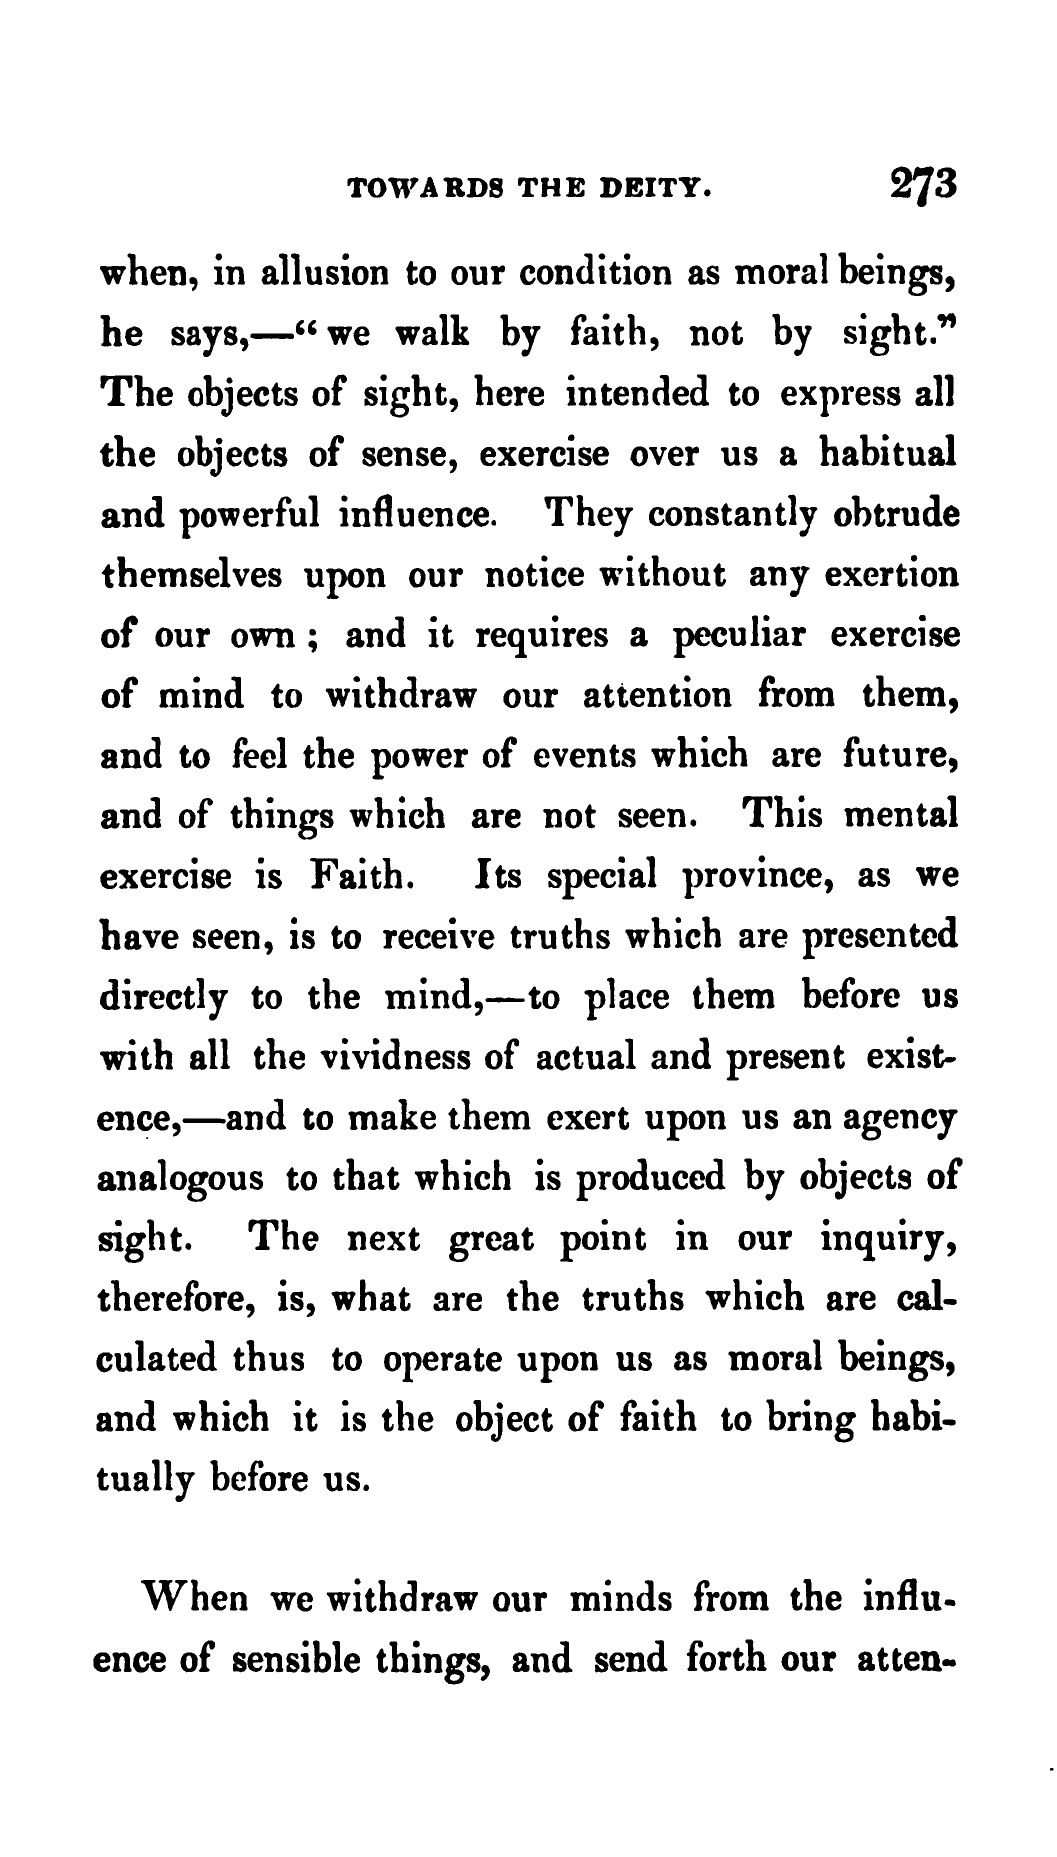 TOWARDS THE DEITY. 273
when, in allusion to our condition as moral beings,
he says,—“we walk by faith, not by sight.”
The objects of sight, here intended to express all
the objects of sense, exercise over us a habitual
and powerful influence. They constantly obtrude
themselves upon our notice without any exertion
of our own; and it requires a peculiar exercise
of mind to withdraw our attention from them,
and to feel the power of events which are future,
and of things which are not seen. This mental
exercise is Faith. Its special province, as we
have seen, is to receive truths which are presented
directly to the mind,—to place them before us
with all the vividness of actual and present exist-
ence,—and to make them exert upon us an agency
analogous to that which is produced by objects of
sight. The next great point in our inquiry,
therefore, is, what are the truths which are cal-
culated thus to operate upon us as moral beings,
and which it is the object of faith to bring habi-
tually before us.
When we withdraw our minds from the influ-
ence of sensible things, and send forth our atten-